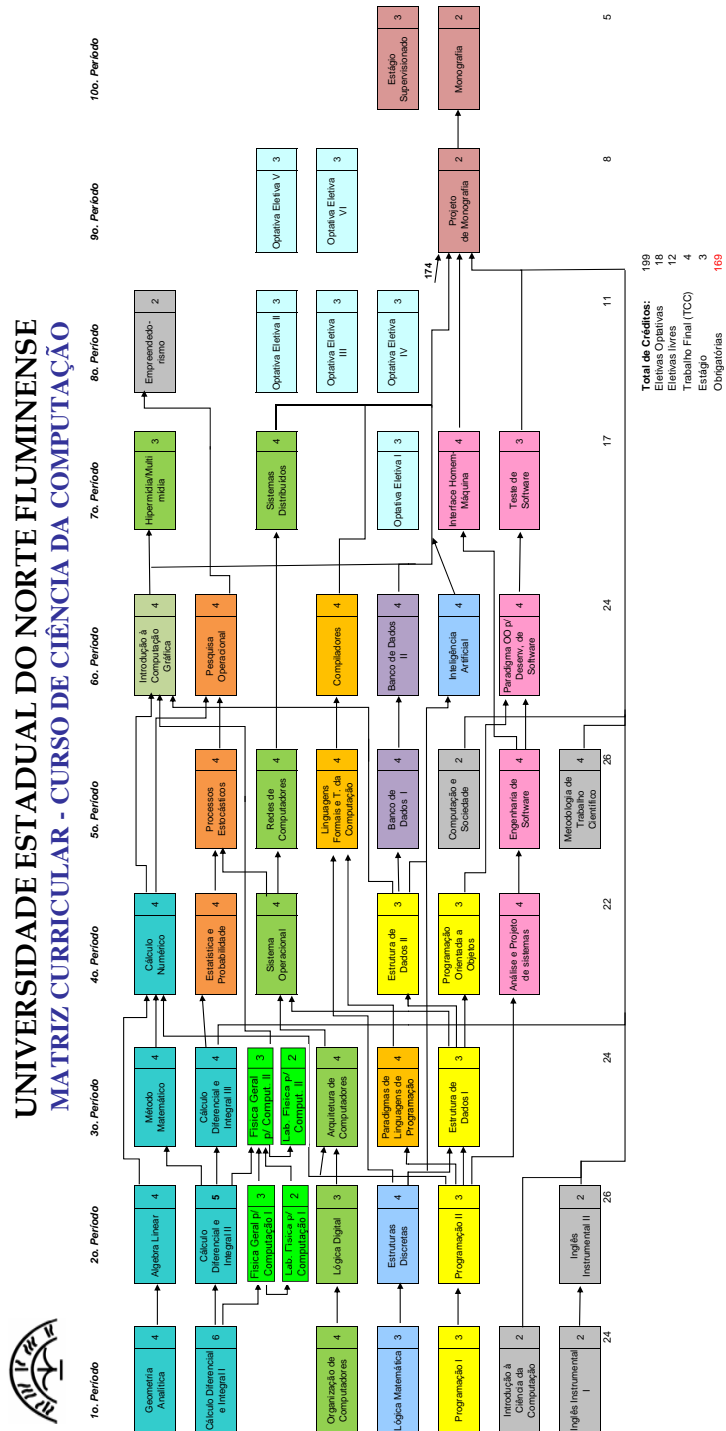 UNIVERSIDADE ESTADUAL DO NORTE FLUMINENSE
MATRIZ CURRICULAR - CURSO DE CIÊNCIA DA COMPUTAÇÃO
1o. Período
2o. Período
3o. Período
4o. Período
5o. Período
6o. Período
7o. Período
8o. Período
9o. Período
10o. Período
Geometria
Analítica
4
Algebra Linear
4
Método
Matemático
4
Cálculo
Numérico
4
Introdução à
Computação
Gráfica
4
Hipermídia/Multi
mídia
3
Empreendedo-
rismo
2
Cálculo Diferencial
e Integral I
6
Cálculo
Diferencial e
Integral II
5
Cálculo
Diferencial e
Integral III
4
Estatística e
Probabilidade
4
Processos
Estocásticos
4
Pesquisa
Operacional
4
Física Geral p/
Computação I
3
Física Geral
p/ Comput. II
3
Lab. Física p/
Computação I
2
Lab. Física p/
Comput. II
2
Sistema
Operacional
4
Redes de
Computadores
4
Sistemas
Distribuídos
4
Optativa Eletiva II
3
Optativa Eletiva V
3
Organização de
Computadores
4
Lógica Digital
3
Arquitetura de
Computadores
4
Linguagens
Formais e T. da
Computação
4
Compiladores
4
Optativa Eletiva
III
3
Optativa Eletiva
VI
3
Lógica Matemática
3
Estruturas
Discretas
4
Paradigmas de
Linguagens de
Programação
4
Estrutura de
Dados II
3
Banco de
Dados I
4
Banco de Dados
II
4
Optativa Eletiva I
3
Optativa Eletiva
IV
3
Estágio
Supervisionado
3
Programação I
3
Programação II
3
Estrutura de
Dados I
3
Programação
Orientada a
Objetos
3
Computação e
Sociedade
2
Inteligência
Artificial
4
Interface Homem-
Máquina
4
174
Projeto
de Monografia
2
Monografia
2
Introdução à
Ciência da
Computação
2
Análise e Projeto
de sistemas
4
Engenharia de
Software
4
Paradigma OO p/
Desenv. de
Software
4
Teste de
Software
3
Inglês Instrumental
I
2
Inglês
Instrumental II
2
Metodologia de
Trabalho
Científico
4
24
26
24
22
26
24
17
11
8
5
Total de Créditos: 199
Eletivas Optativas 18
Eletivas livres 12
Trabalho Final (TCC) 4
Estágio 3
Obrigatórias 169